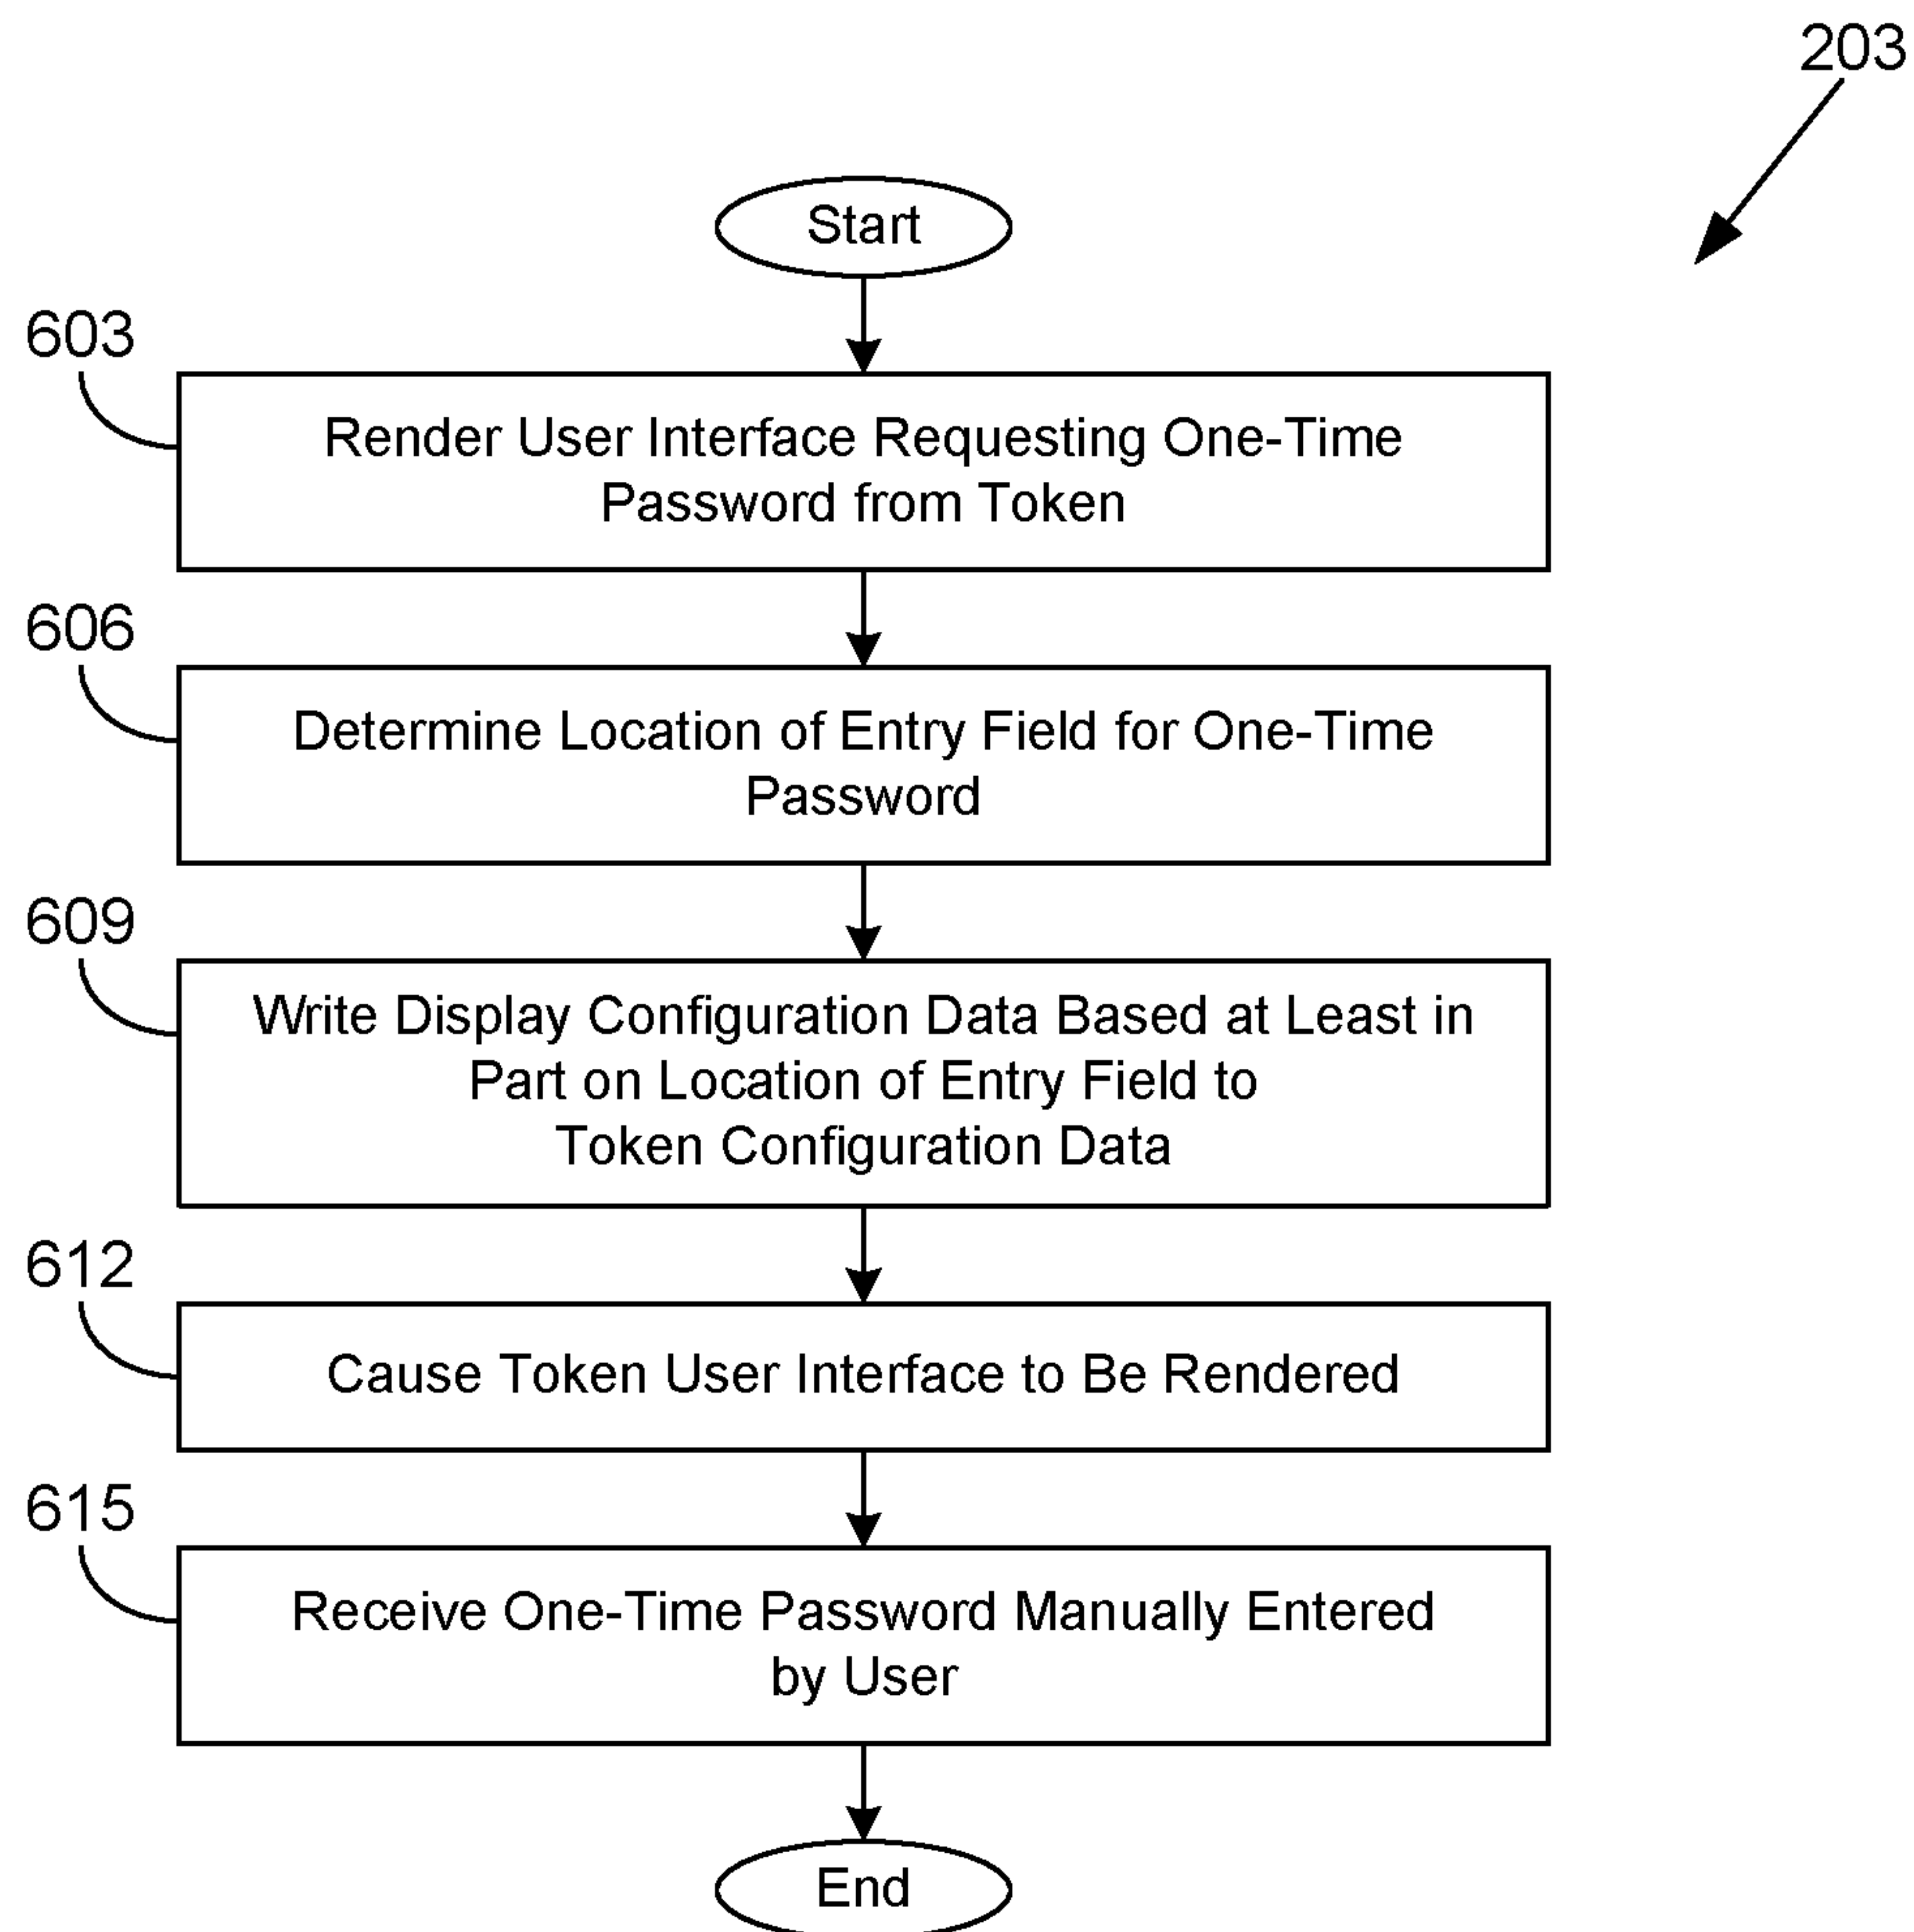 203
Start
603
Render User Interface Requesting One-Time
Password from Token
606
Determine Location of Entry Field for One-Time
Password
609
Write Display Configuration Data Based at Least in
Part on Location of Entry Field to
Token Configuration Data
612
Cause Token User Interface to Be Rendered
615
Receive One-Time Password Manually Entered
by User
End